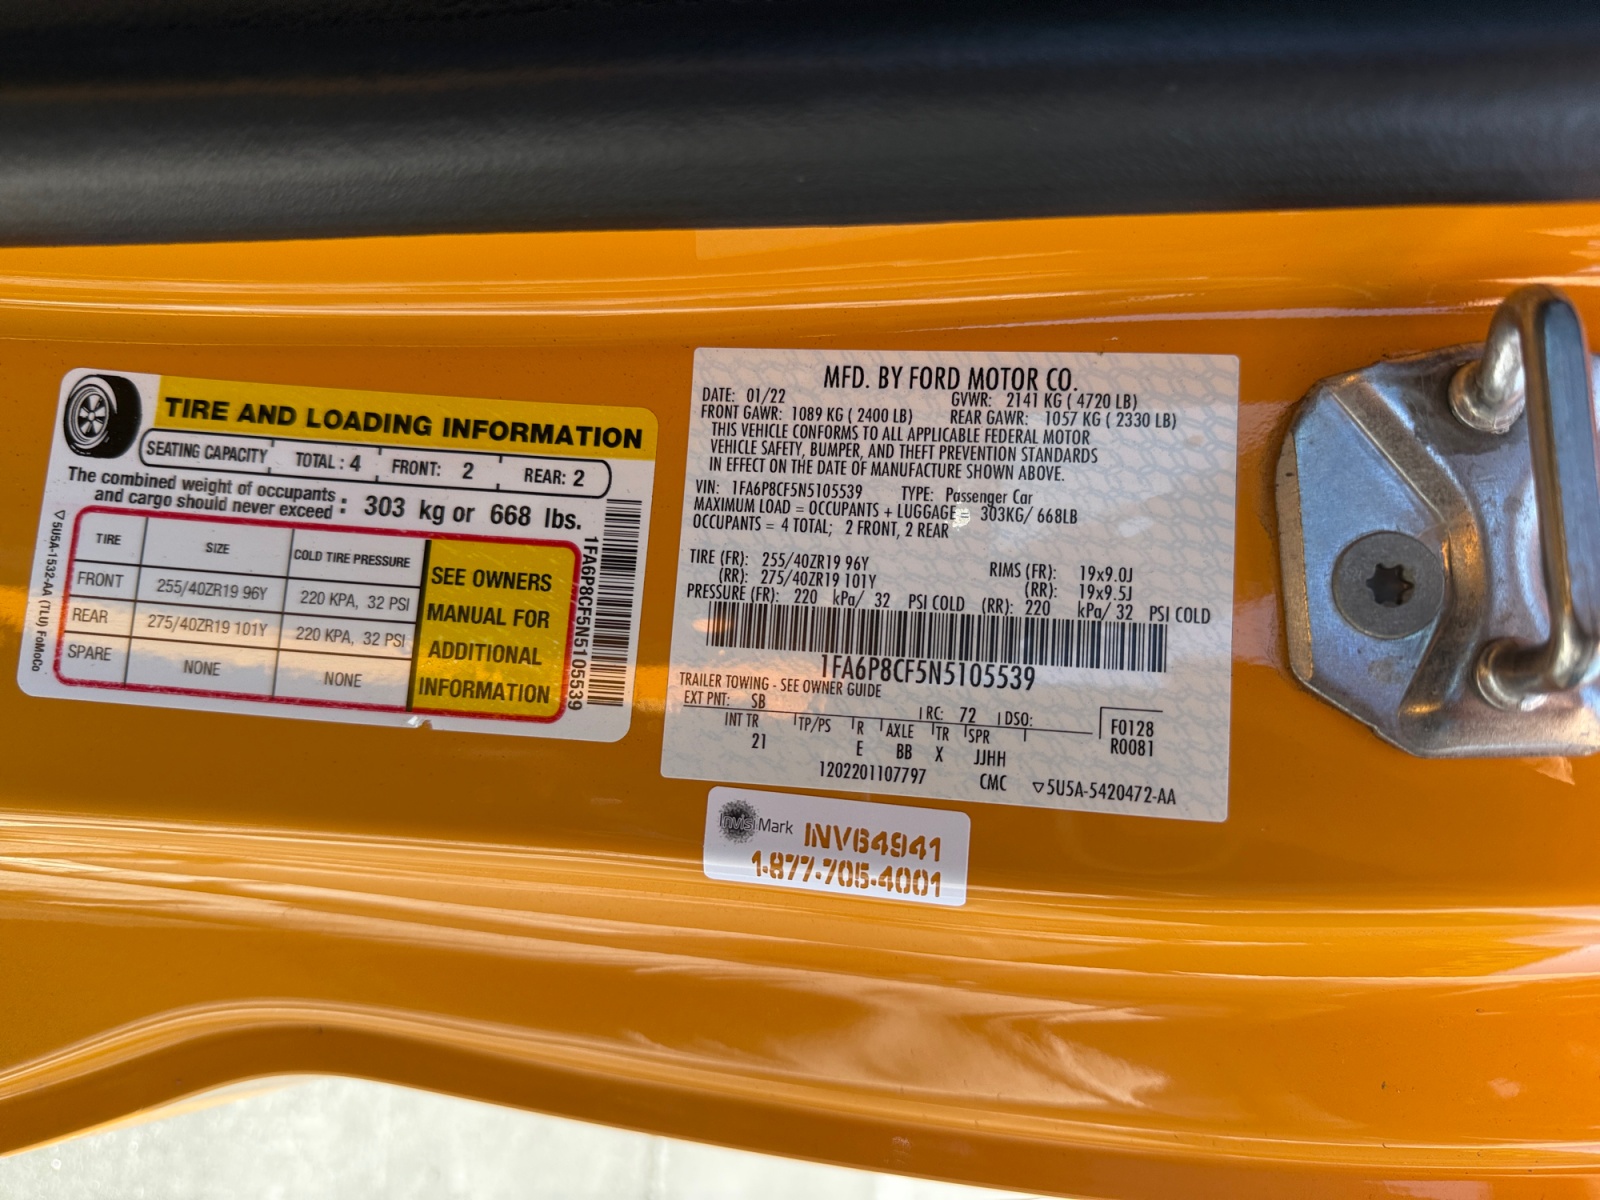 TIRE AND LOADING INFORMATION
SEATING CAPACITY TOTAL : 4 FRONT: 2 REAR: 2
The combined weight of occupants
and cargo should never exceed : 303 kg or 668 lbs.
TIRE SIZE COLD TIRE PRESSURE
FRONT 255/40ZR19 96Y 220 KPA, 32 PSI
REAR 275/40ZR19 101Y 220 KPA, 32 PSI
SPARE NONE NONE
SEE OWNERS
MANUAL FOR
ADDITIONAL
INFORMATION
5U5A-1532-AA (TLU) FoMoCo
1FA6P8CF5N5105539
MFD. BY FORD MOTOR CO.
DATE: 01/22 GVWR: 2141 KG ( 4720 LB)
FRONT GAWR: 1089 KG ( 2400 LB) REAR GAWR: 1057 KG ( 2330 LB)
THIS VEHICLE CONFORMS TO ALL APPLICABLE FEDERAL MOTOR
VEHICLE SAFETY, BUMPER, AND THEFT PREVENTION STANDARDS
IN EFFECT ON THE DATE OF MANUFACTURE SHOWN ABOVE.
VIN: 1FA6P8CF5N5105539 TYPE: Passenger Car
MAXIMUM LOAD = OCCUPANTS + LUGGAGE = 303KG/ 668LB
OCCUPANTS = 4 TOTAL; 2 FRONT, 2 REAR
TIRE (FR): 255/40ZR19 96Y RIMS (FR): 19x9.0J
(RR): 275/40ZR19 101Y (RR): 19x9.5J
PRESSURE (FR): 220 kPa/ 32 PSI COLD (RR): 220 kPa/ 32 PSI COLD
1FA6P8CF5N5105539
TRAILER TOWING - SEE OWNER GUIDE
EXT PNT: SB RC: 72 DSO: F0128
INT TR TP/PS R AXLE TR SPR R0081
21 E BB X JJHH
1202201107797 CMC 5U5A-5420472-AA
InvisiMark INV64941
1-877-705-4001